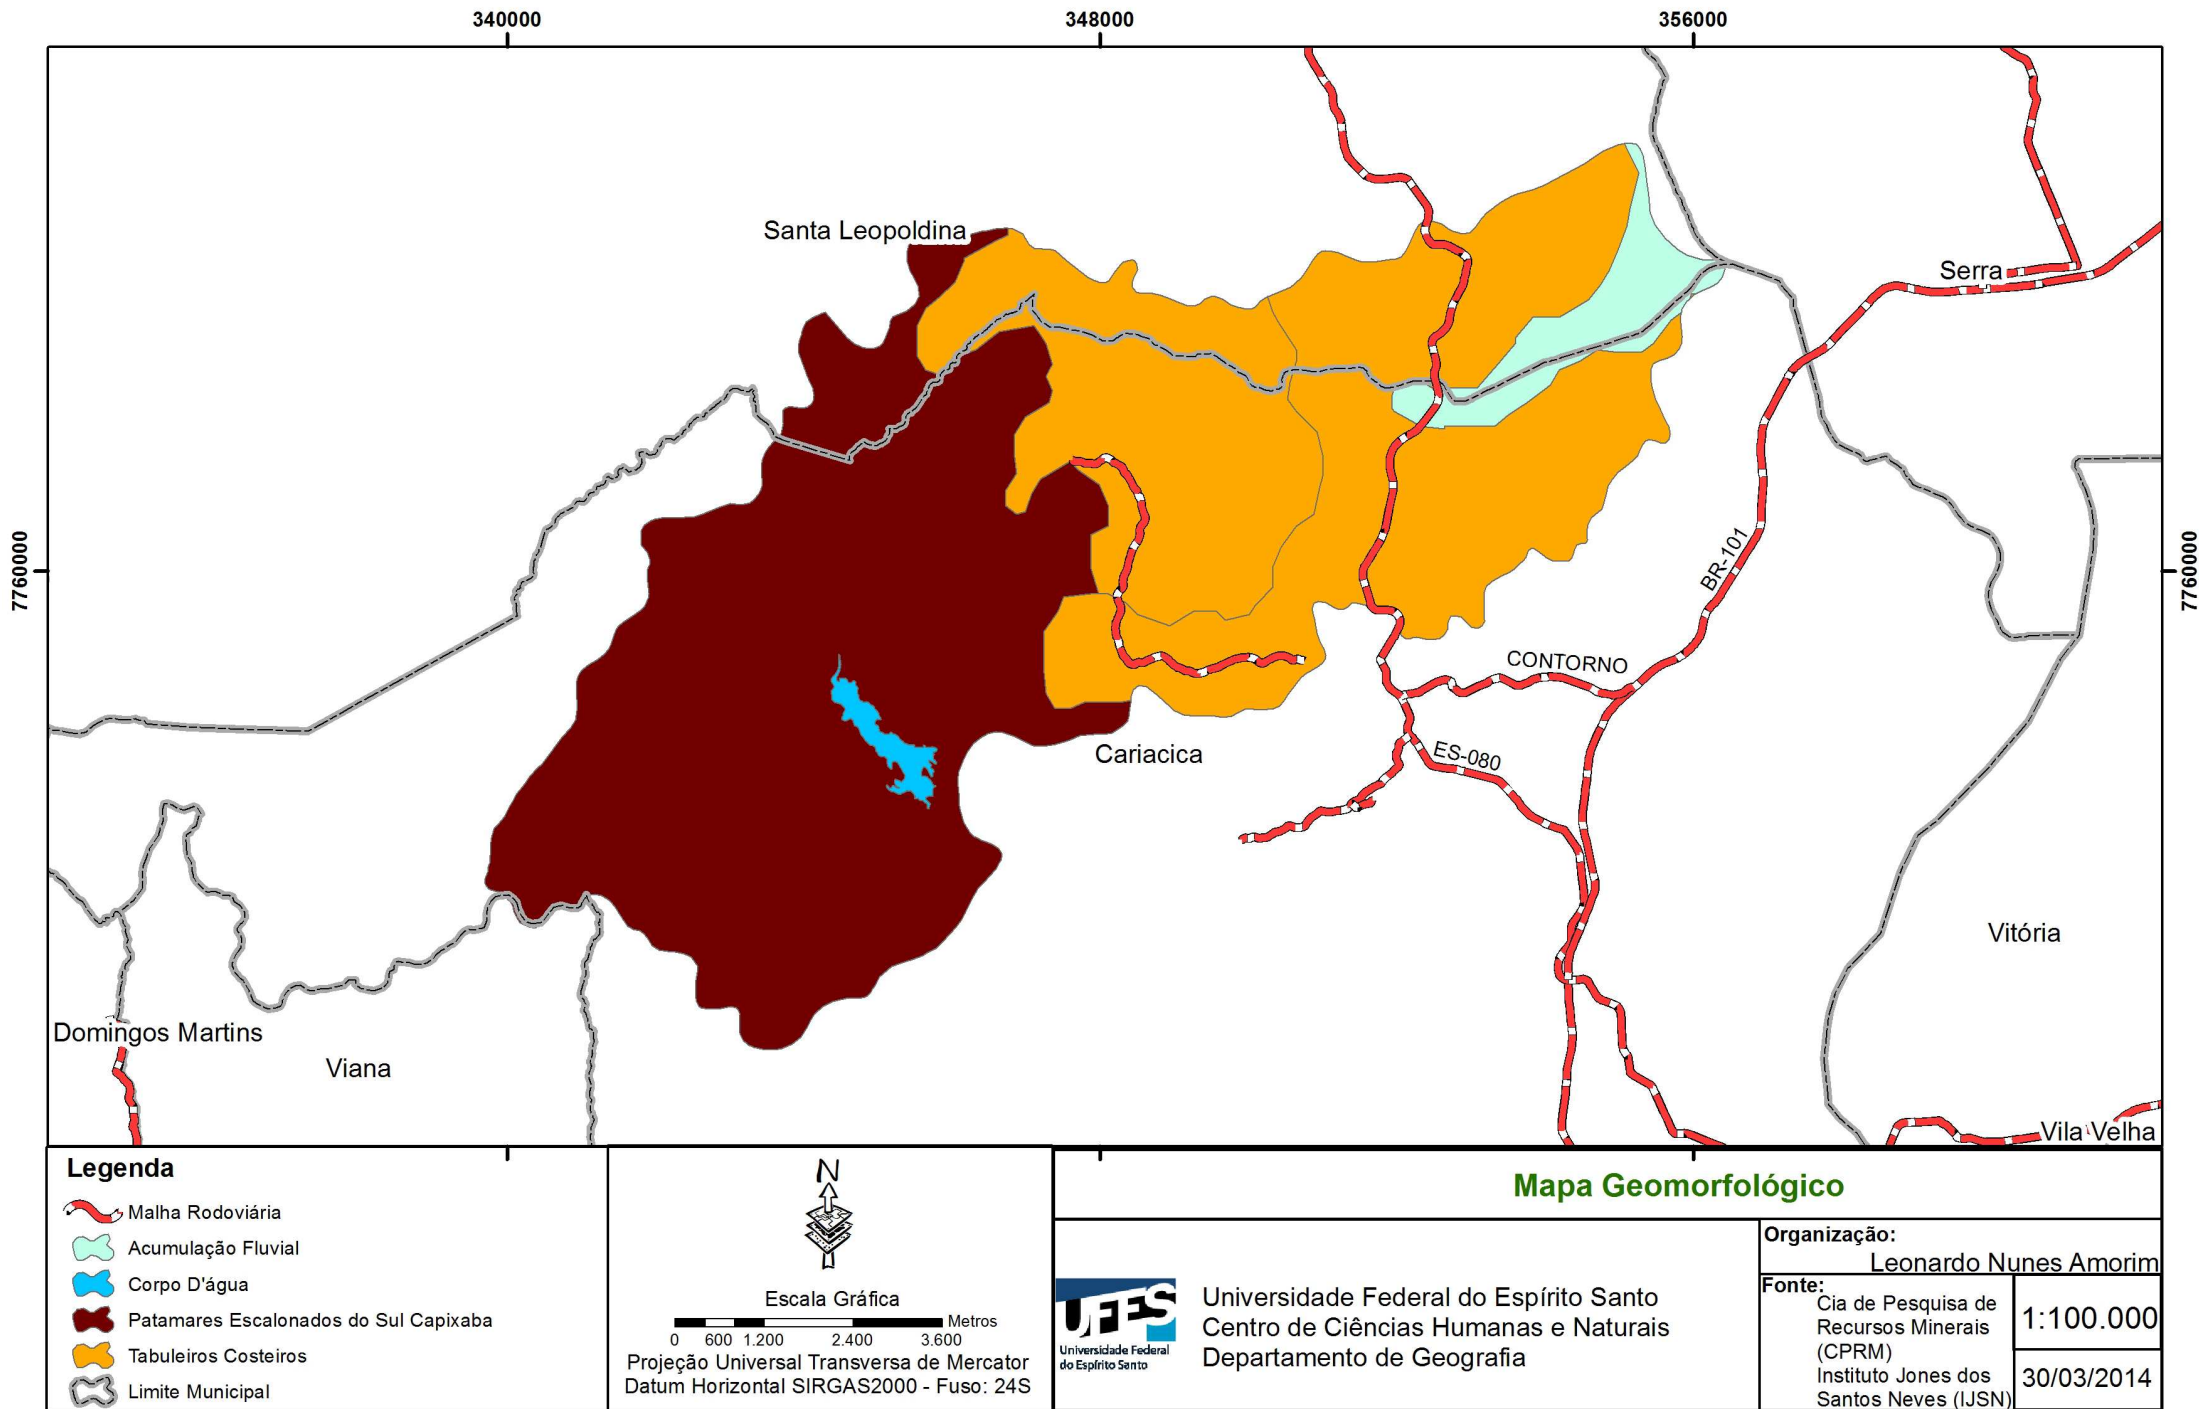 340000
348000
356000
7760000
7760000
Santa Leopoldina
Serra
BR-101
CONTORNO
ES-080
Cariacica
Vitória
Domingos Martins
Viana
Vila Velha
Legenda
Malha Rodoviária
Acumulação Fluvial
Corpo D'água
Patamares Escalonados do Sul Capixaba
Tabuleiros Costeiros
Limite Municipal
N
Escala Gráfica
Metros
0 600 1.200 2.400 3.600
Projeção Universal Transversa de Mercator
Datum Horizontal SIRGAS2000 - Fuso: 24S
Mapa Geomorfológico
UFES
Universidade Federal
do Espírito Santo
Universidade Federal do Espírito Santo
Centro de Ciências Humanas e Naturais
Departamento de Geografia
Organização:
Leonardo Nunes Amorim
Fonte:
Cia de Pesquisa de
Recursos Minerais
(CPRM)
Instituto Jones dos
Santos Neves (IJSN)
1:100.000
30/03/2014